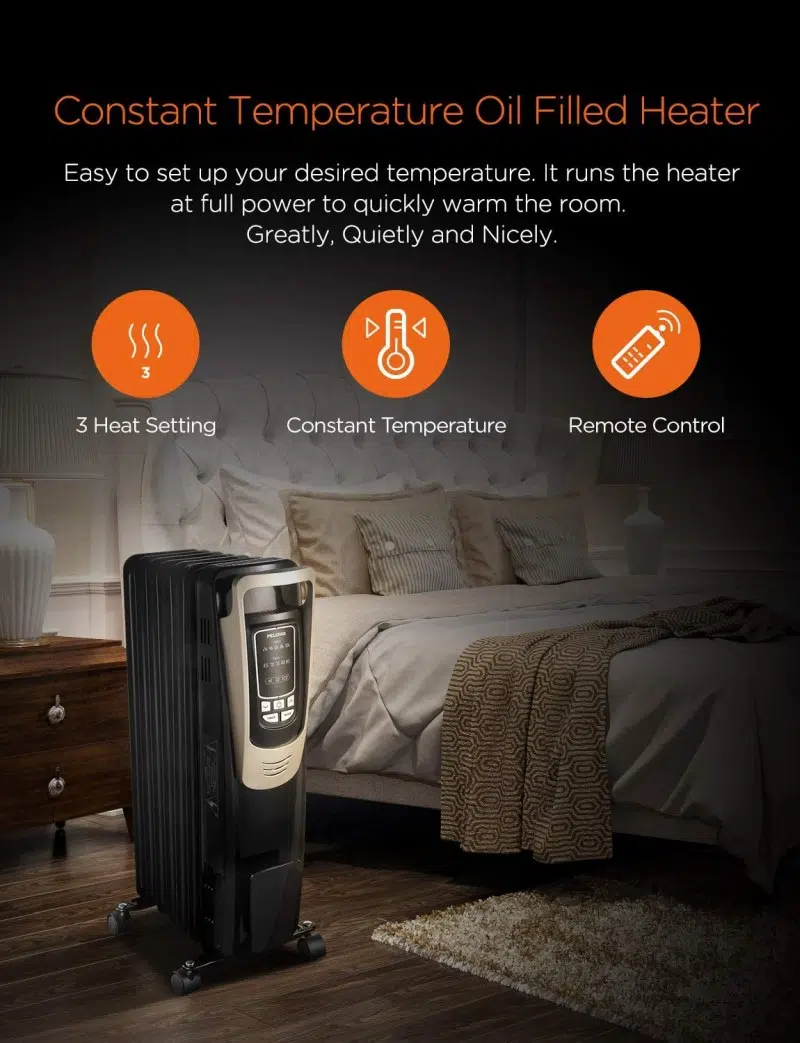 Constant Temperature Oil Filled Heater
Easy to set up your desired temperature. It runs the heater
at full power to quickly warm the room.
Greatly, Quietly and Nicely.
3
3 Heat Setting
Constant Temperature
Remote Control
PELONIS